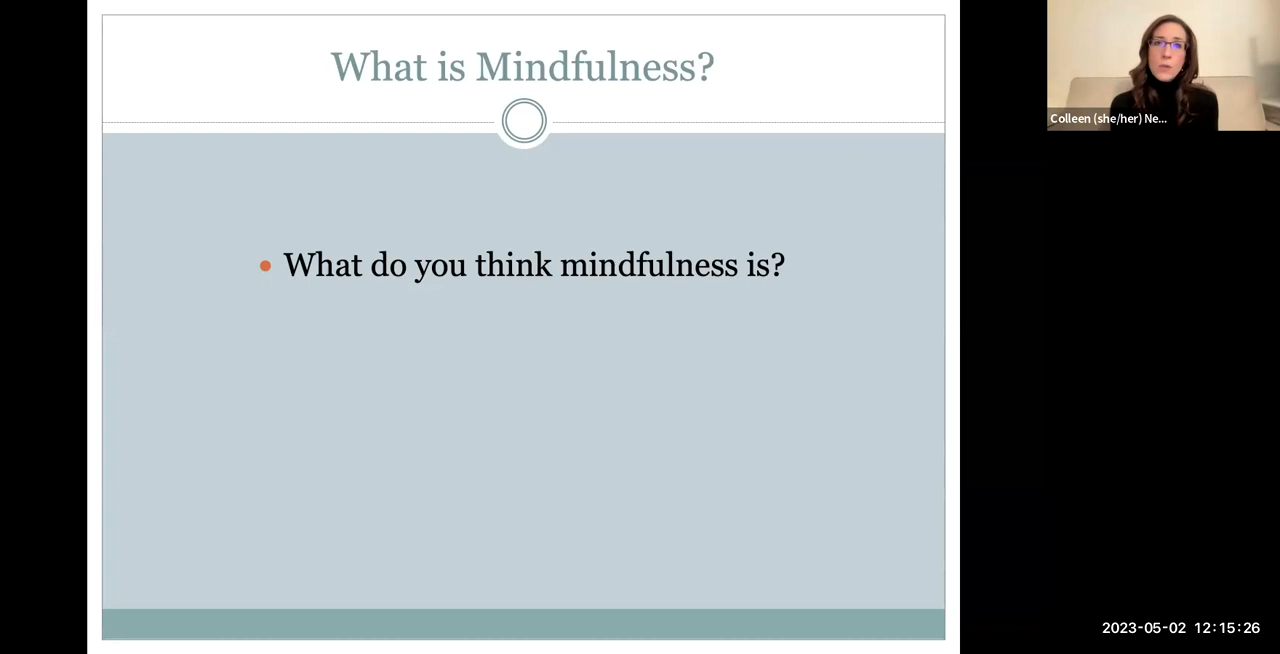 What is Mindfulness?
• What do you think mindfulness is?
Colleen (she/her) Ne...
2023-05-02 12:15:26